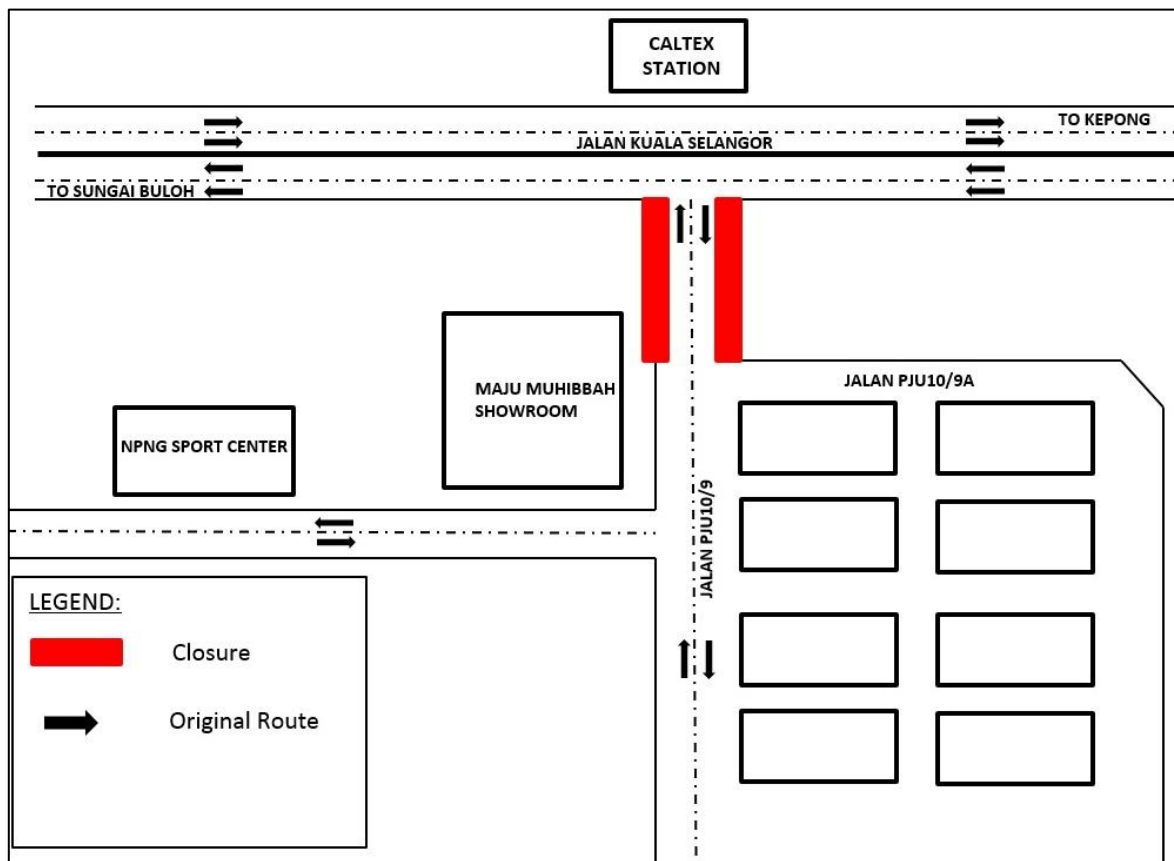 CALTEX
STATION
TO KEPONG
JALAN KUALA SELANGOR
TO SUNGAI BULOH
JALAN PJU10/9A
MAJU MUHIBBAH
SHOWROOM
NPNG SPORT CENTER
JALAN PJU10/9
LEGEND:
Closure
Original Route